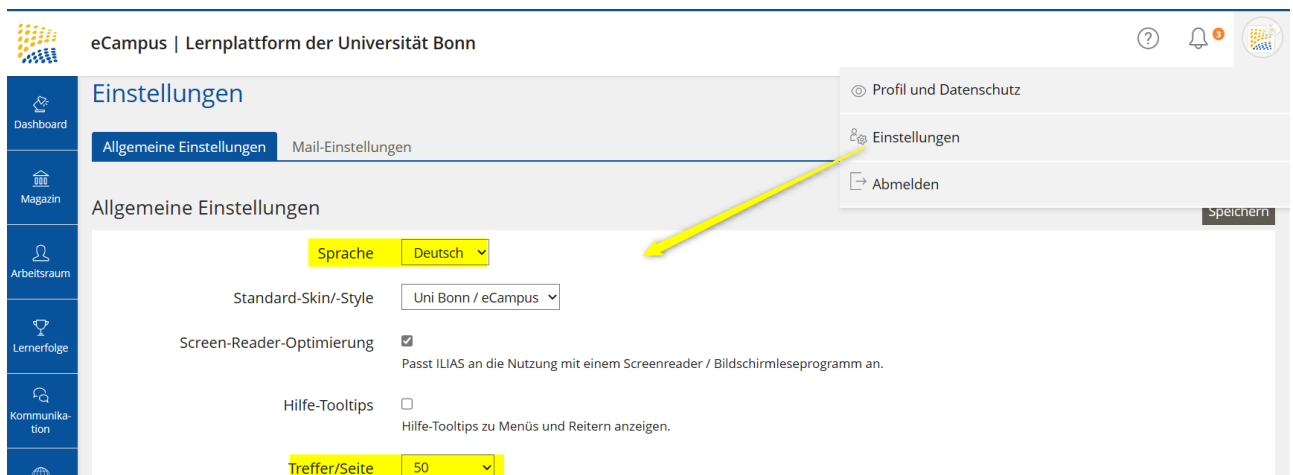 eCampus | Lernplattform der Universität Bonn
?
3
Dashboard
Magazin
Arbeitsraum
Lernerfolge
Kommunika-
tion
Einstellungen
Allgemeine Einstellungen Mail-Einstellungen
Profil und Datenschutz
Einstellungen
Abmelden
Allgemeine Einstellungen
Speichern
Sprache Deutsch
Standard-Skin/-Style Uni Bonn / eCampus
Screen-Reader-Optimierung
Passt ILIAS an die Nutzung mit einem Screenreader / Bildschirmleseprogramm an.
Hilfe-Tooltips
Hilfe-Tooltips zu Menüs und Reitern anzeigen.
Treffer/Seite 50